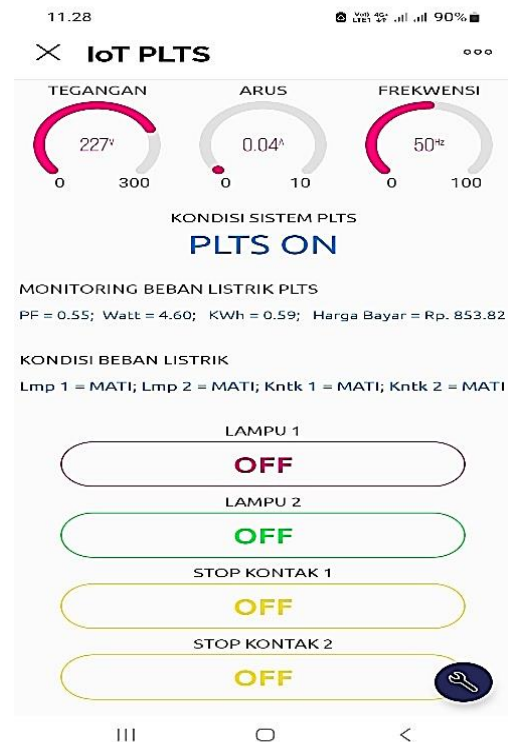 11.28 90%
IoT PLTS
TEGANGAN ARUS FREKWENSI
227V 0.04A 50Hz
0 300 0 10 0 100
KONDISI SISTEM PLTS
PLTS ON
MONITORING BEBAN LISTRIK PLTS
PF = 0.55; Watt = 4.60; KWh = 0.59; Harga Bayar = Rp. 853.82
KONDISI BEBAN LISTRIK
Lmp 1 = MATI; Lmp 2 = MATI; Kntk 1 = MATI; Kntk 2 = MATI
LAMPU 1
OFF
LAMPU 2
OFF
STOP KONTAK 1
OFF
STOP KONTAK 2
OFF